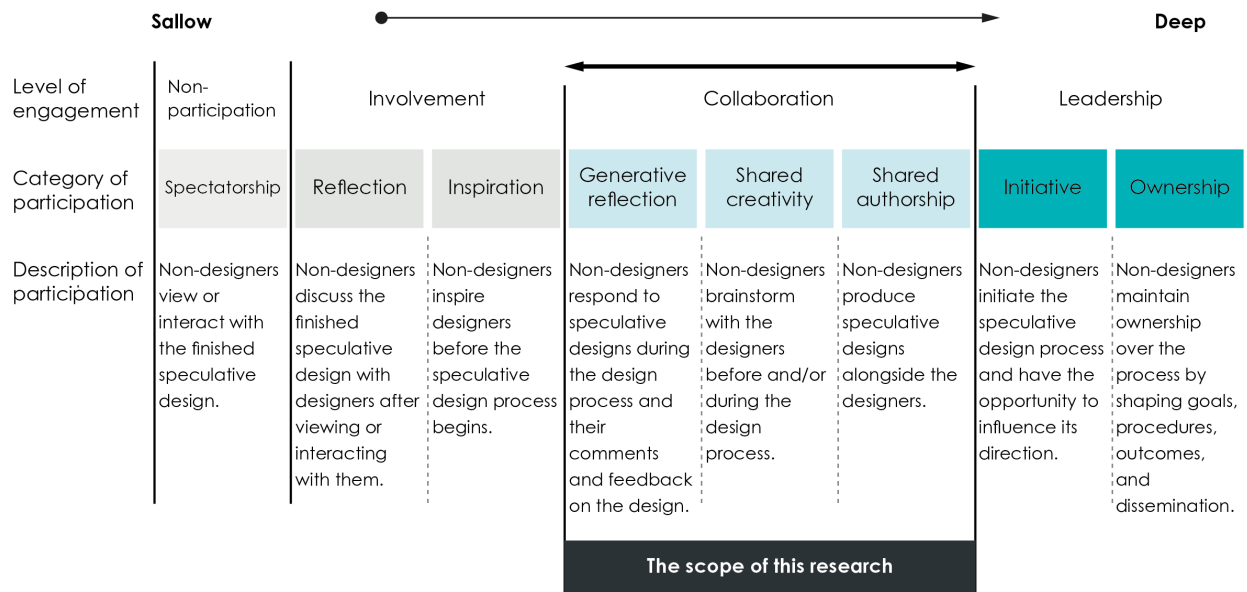 Sallow
Deep
Level of
engagement
Non-
participation
Involvement
Collaboration
Leadership
Category of
participation
Spectatorship
Reflection
Inspiration
Generative
reflection
Shared
creativity
Shared
authorship
Initiative
Ownership
Description of
participation
Non-designers
view or
interact with
the finished
speculative
design.
Non-designers
discuss the
finished
speculative
design with
designers after
viewing or
interacting
with them.
Non-designers
inspire
designers
before the
speculative
design process
begins.
Non-designers
respond to
speculative
designs during
the design
process and
their
comments
and feedback
on the design.
Non-designers
brainstorm
with the
designers
before and/or
during the
design
process.
Non-designers
produce
speculative
designs
alongside the
designers.
Non-designers
initiate the
speculative
design process
and have the
opportunity to
influence its
direction.
Non-designers
maintain
ownership
over the
process by
shaping goals,
procedures,
outcomes,
and
dissemination.
The scope of this research